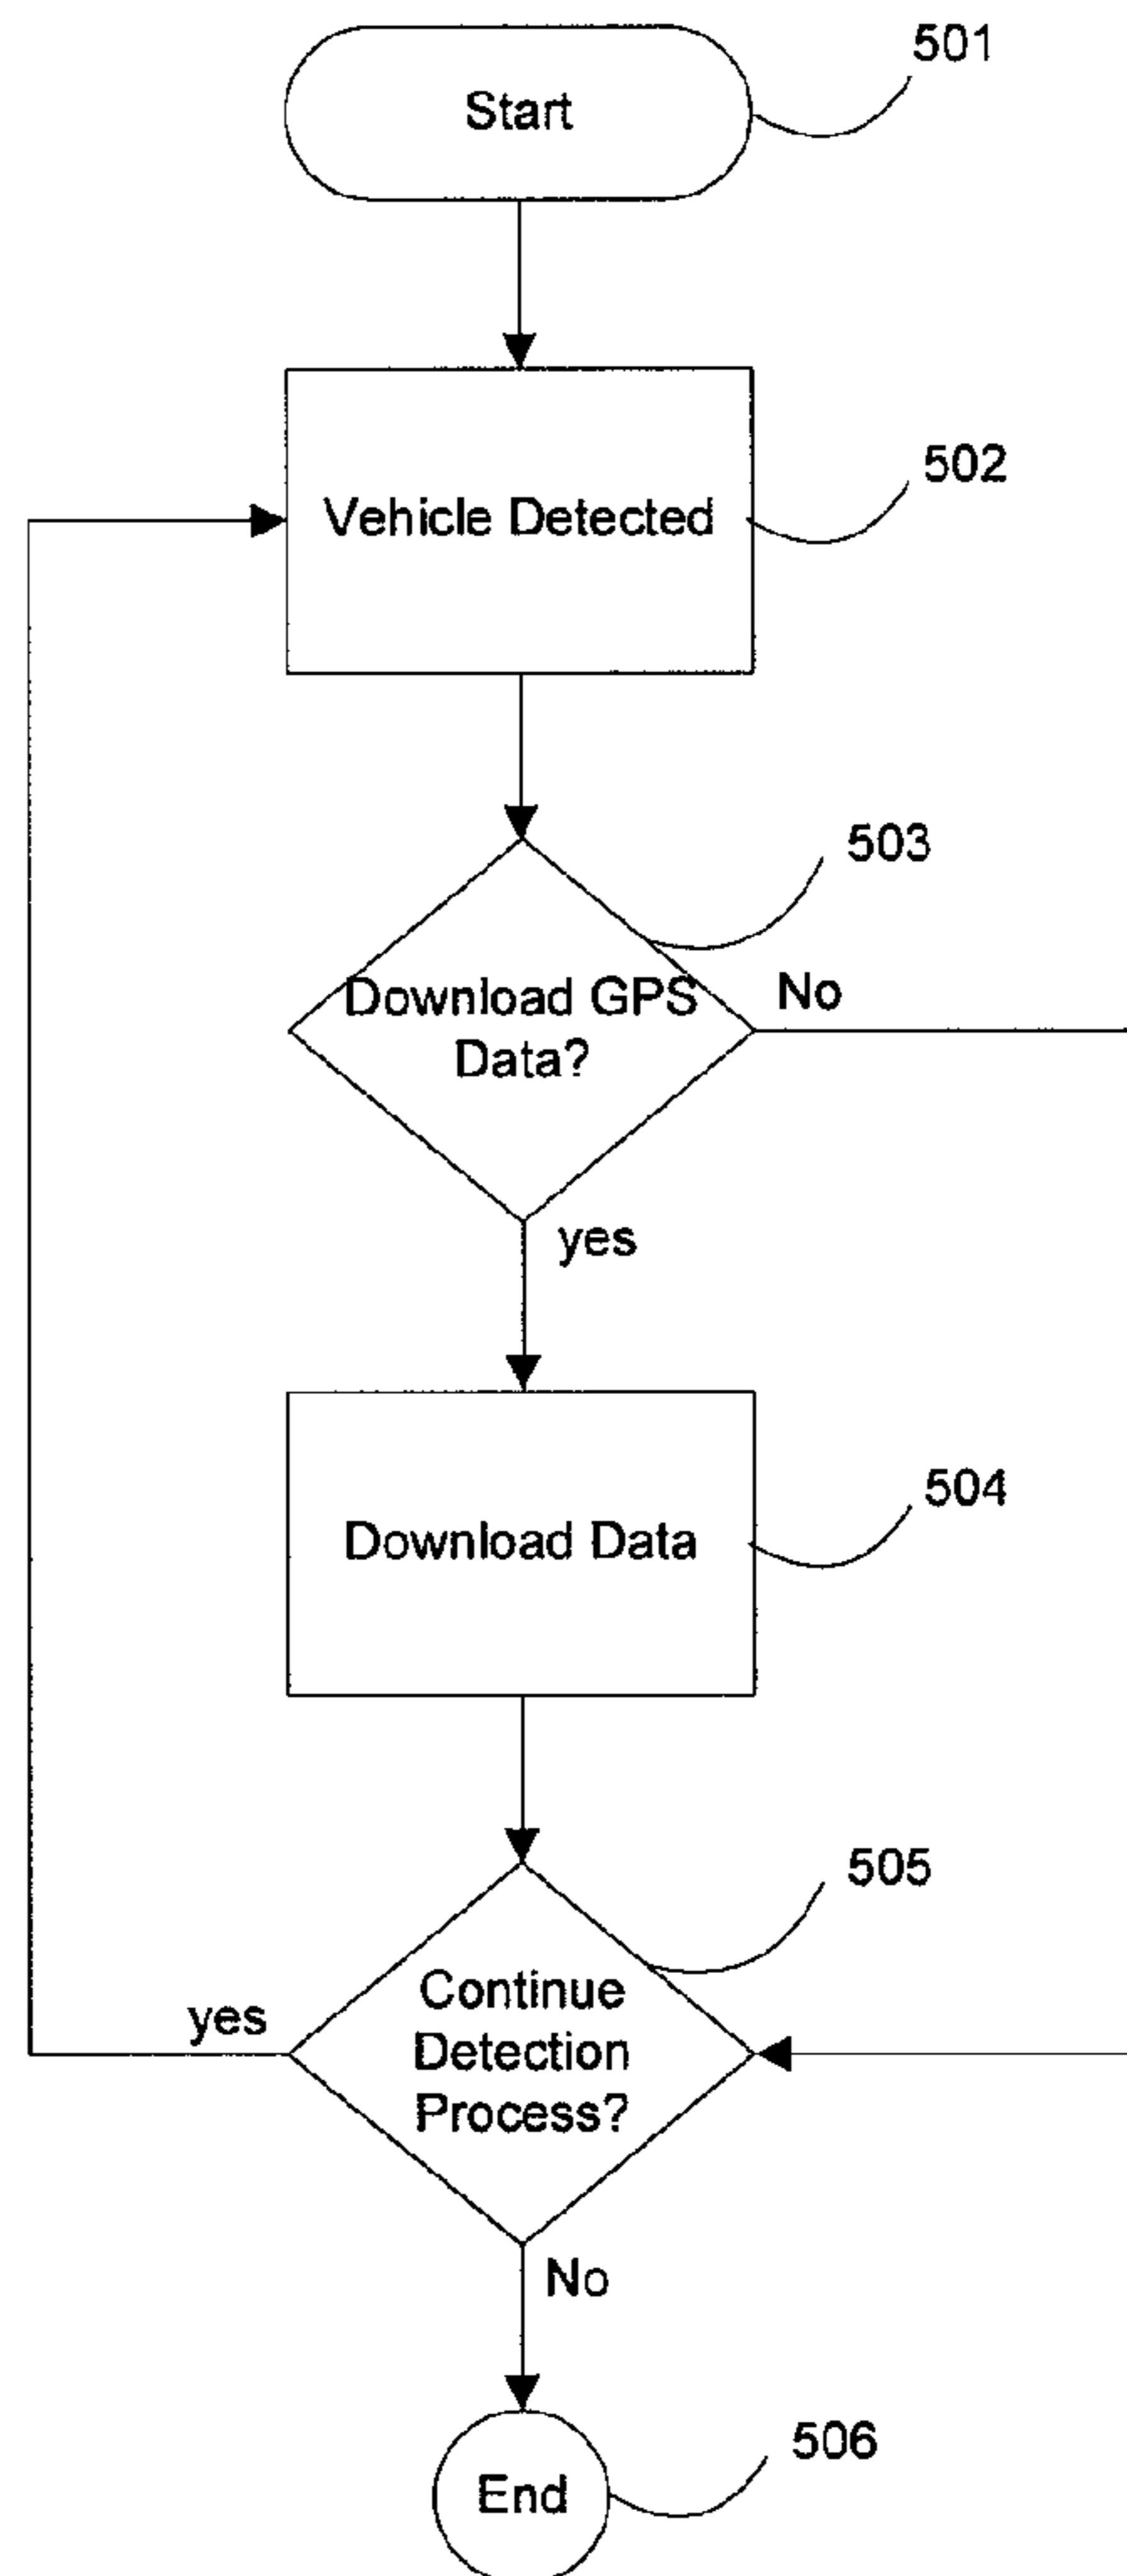 501
Start
502
Vehicle Detected
503
Download GPS
Data?
No
yes
504
Download Data
505
Continue
Detection
Process?
yes
No
506
End